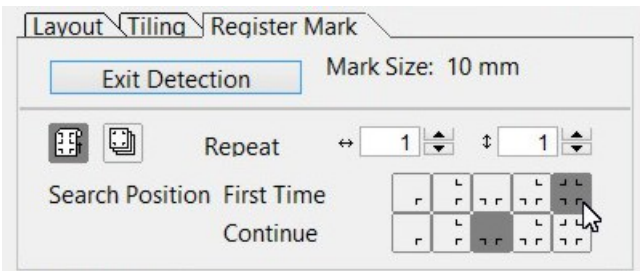 Layout Tiling Register Mark
Exit Detection Mark Size: 10 mm
Repeat 1 1
Search Position First Time
Continue